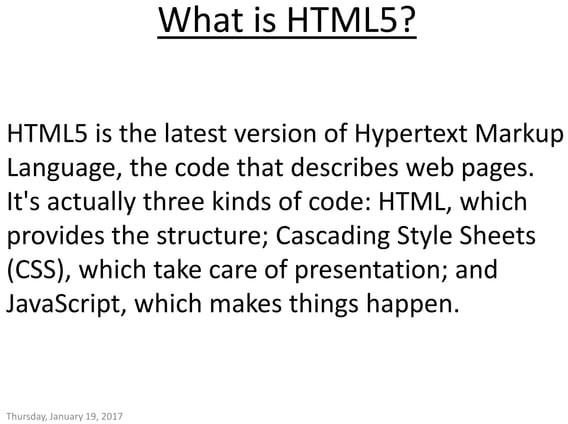 What is HTML5?
HTML5 is the latest version of Hypertext Markup
Language, the code that describes web pages.
It's actually three kinds of code: HTML, which
provides the structure; Cascading Style Sheets
(CSS), which take care of presentation; and
JavaScript, which makes things happen.
Thursday, January 19, 2017